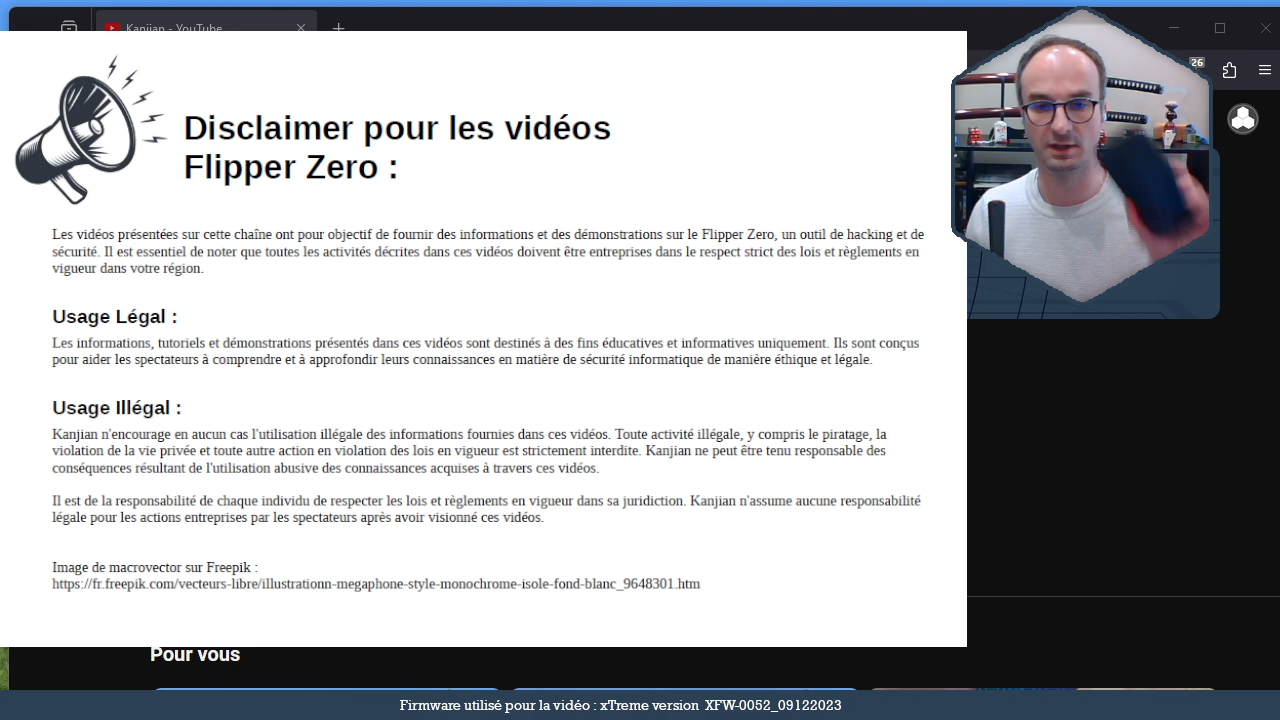 Kanjian - YouTube
26
Disclaimer pour les vidéos
Flipper Zero :
Les vidéos présentées sur cette chaîne ont pour objectif de fournir des informations et des démonstrations sur le Flipper Zero, un outil de hacking et de
sécurité. Il est essentiel de noter que toutes les activités décrites dans ces vidéos doivent être entreprises dans le respect strict des lois et règlements en
vigueur dans votre région.
Usage Légal :
Les informations, tutoriels et démonstrations présentés dans ces vidéos sont destinés à des fins éducatives et informatives uniquement. Ils sont conçus
pour aider les spectateurs à comprendre et à approfondir leurs connaissances en matière de sécurité informatique de manière éthique et légale.
Usage Illégal :
Kanjian n'encourage en aucun cas l'utilisation illégale des informations fournies dans ces vidéos. Toute activité illégale, y compris le piratage, la
violation de la vie privée et toute autre action en violation des lois en vigueur est strictement interdite. Kanjian ne peut être tenu responsable des
conséquences résultant de l'utilisation abusive des connaissances acquises à travers ces vidéos.
Il est de la responsabilité de chaque individu de respecter les lois et règlements en vigueur dans sa juridiction. Kanjian n'assume aucune responsabilité
légale pour les actions entreprises par les spectateurs après avoir visionné ces vidéos.
Image de macrovector sur Freepik :
https://fr.freepik.com/vecteurs-libre/illustrationn-megaphone-style-monochrome-isole-fond-blanc_9648301.htm
Pour vous
Firmware utilisé pour la vidéo : xTreme version XFW-0052_09122023